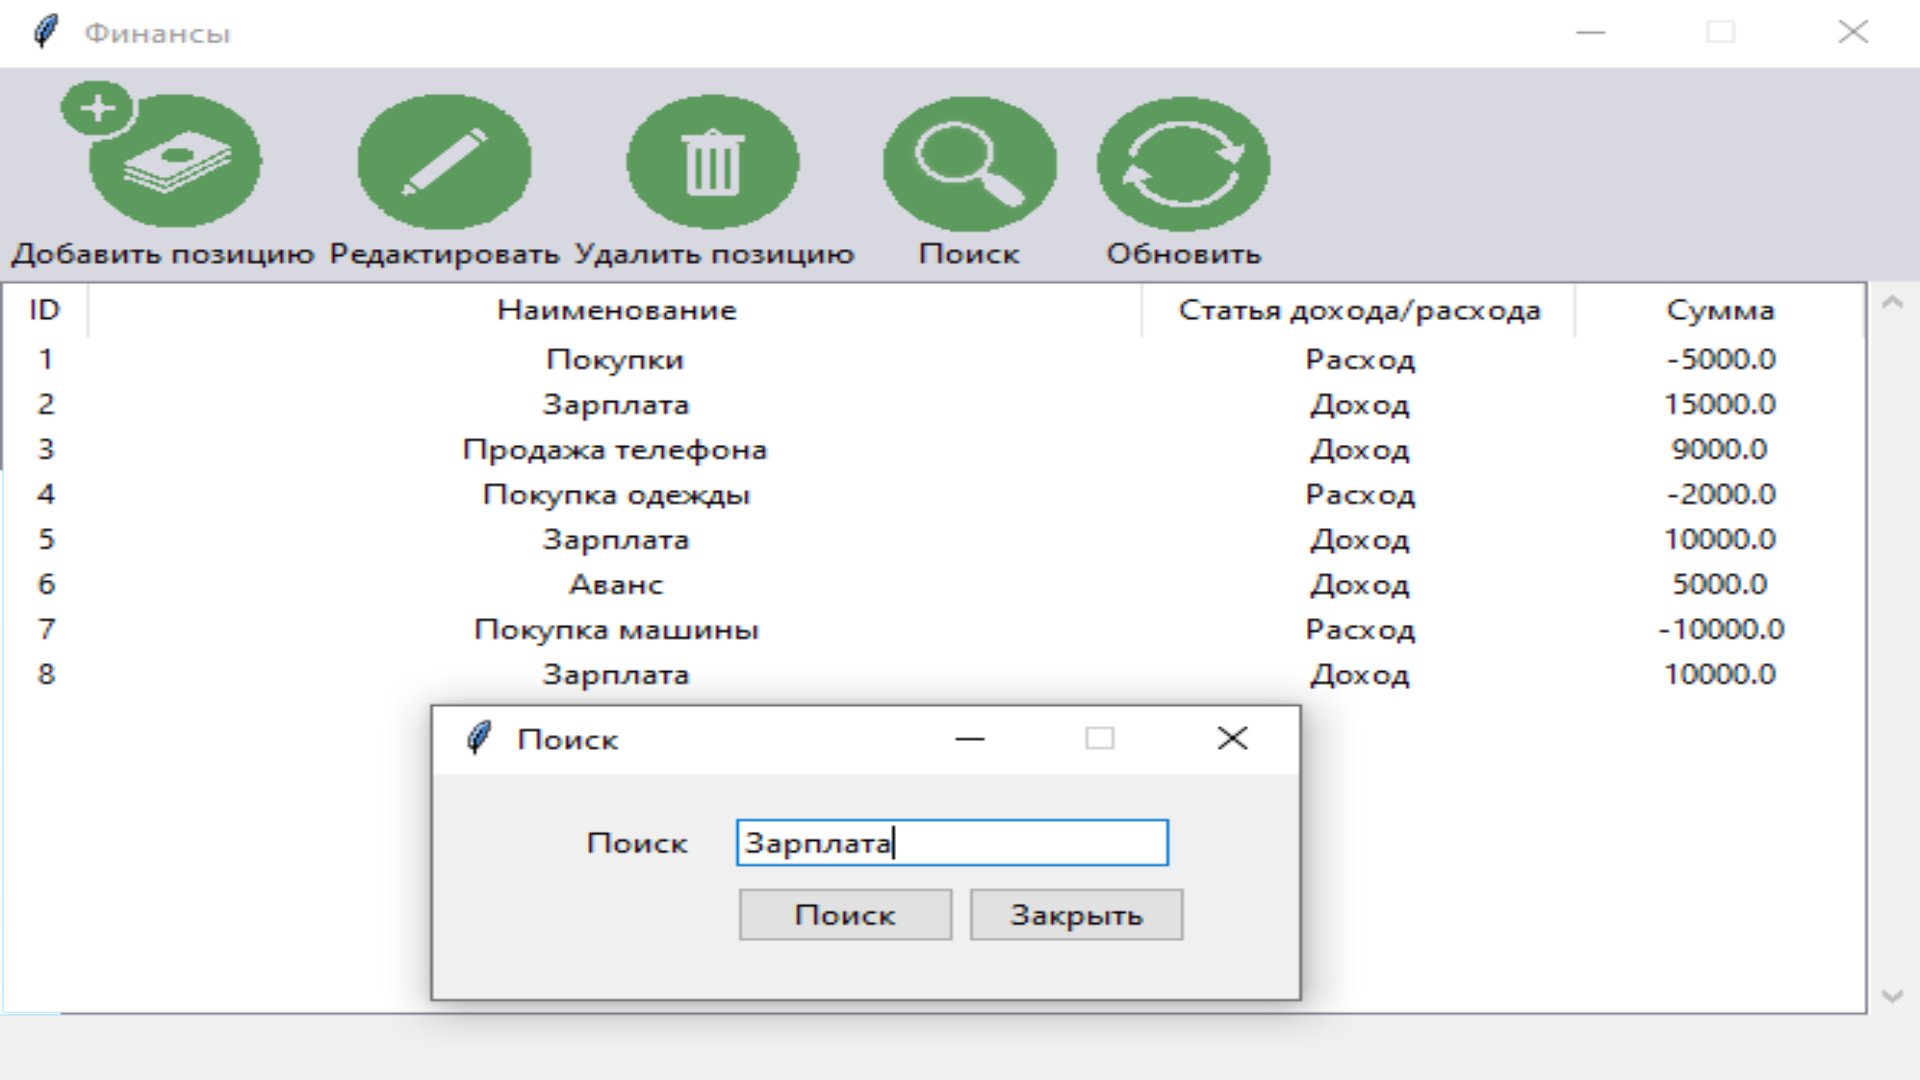 Финансы
Добавить позицию Редактировать Удалить позицию Поиск Обновить
ID Наименование Статья дохода/расхода Сумма
1 Покупки Расход -5000.0
2 Зарплата Доход 15000.0
3 Продажа телефона Доход 9000.0
4 Покупка одежды Расход -2000.0
5 Зарплата Доход 10000.0
6 Аванс Доход 5000.0
7 Покупка машины Расход -10000.0
8 Зарплата Доход 10000.0
Поиск
Поиск Зарплата
Поиск Закрыть